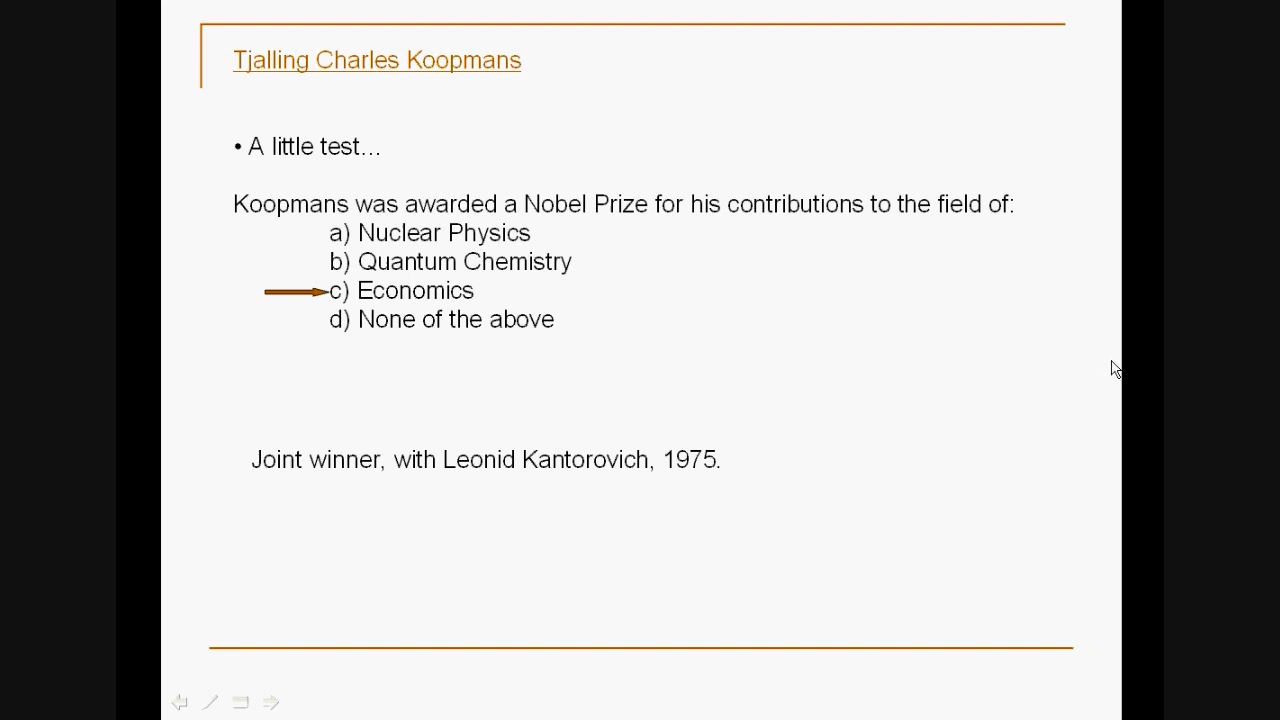 Tjalling Charles Koopmans
• A little test...
Koopmans was awarded a Nobel Prize for his contributions to the field of:
a) Nuclear Physics
b) Quantum Chemistry
c) Economics
d) None of the above
Joint winner, with Leonid Kantorovich, 1975.